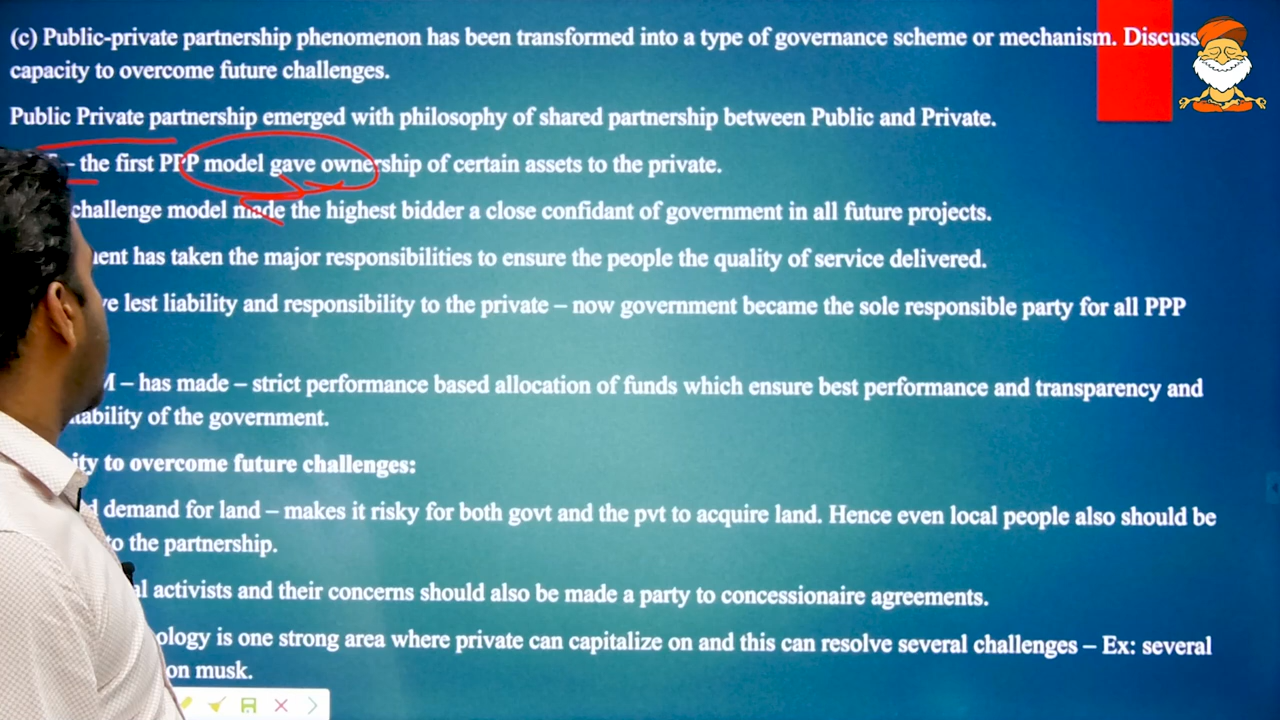 (c) Public-private partnership phenomenon has been transformed into a type of governance scheme or mechanism. Discuss
capacity to overcome future challenges.
Public Private partnership emerged with philosophy of shared partnership between Public and Private.
– the first PPP model gave ownership of certain assets to the private.
challenge model made the highest bidder a close confidant of government in all future projects.
has taken the major responsibilities to ensure the people the quality of service delivered.
lest liability and responsibility to the private – now government became the sole responsible party for all PPP
– has made – strict performance based allocation of funds which ensure best performance and transparency and
of the government.
to overcome future challenges:
demand for land – makes it risky for both govt and the pvt to acquire land. Hence even local people also should be
to the partnership.
activists and their concerns should also be made a party to concessionaire agreements.
is one strong area where private can capitalize on and this can resolve several challenges – Ex: several
musk.